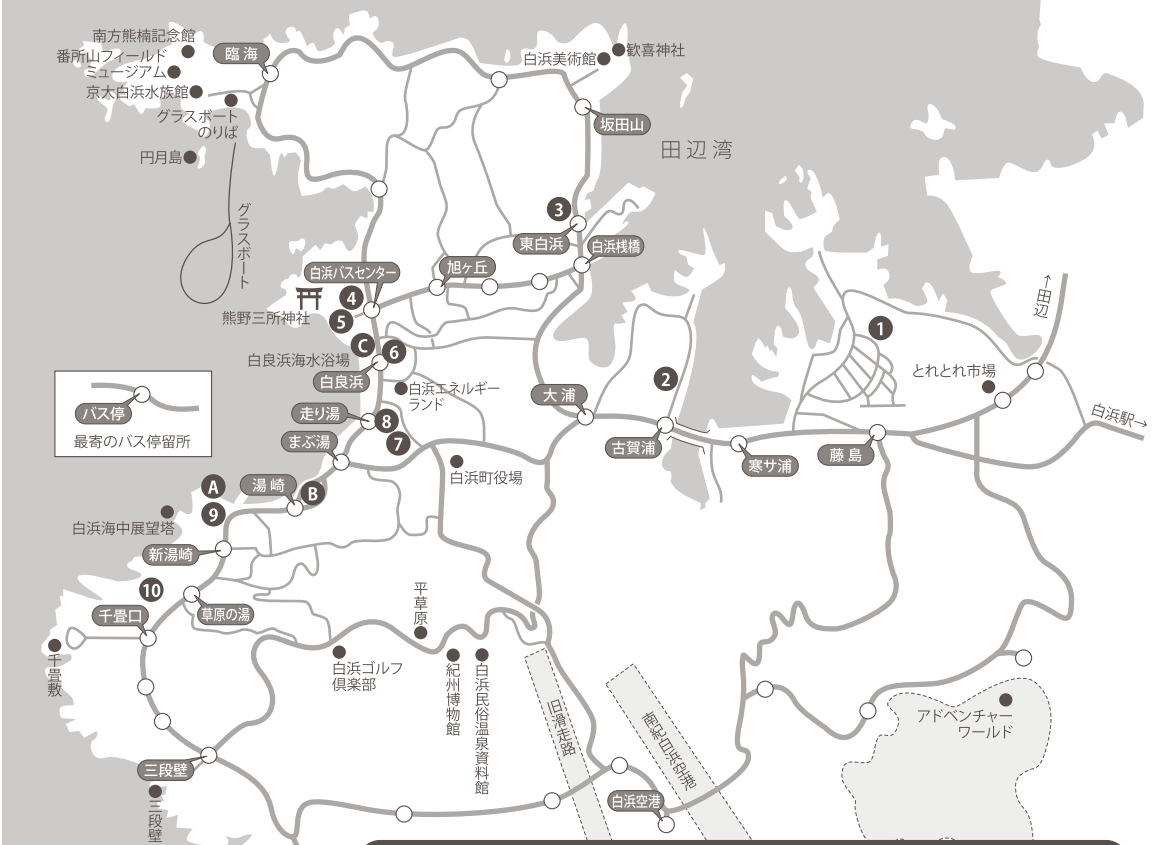 南方熊楠記念館
番所山フィールド
ミュージアム
京大白浜水族館
グラスボート
のりば
円月島
グラスボート
臨海
白浜美術館
歓喜神社
坂田山
田辺湾
3
東白浜
白浜桟橋
旭ヶ丘
白浜バスセンター
4
5
熊野三所神社
C
6
白良浜海水浴場
白良浜
白浜エネルギー
ランド
走り湯
8
7
まぶ湯
バス停
最寄のバス停留所
A
9
湯崎
B
白浜海中展望塔
新湯崎
10
千畳口
草原の湯
千畳敷
三段壁
三段壁
白浜町役場
大浦
2
古賀浦
寒サ浦
藤島
1
とれとれ市場
↑田辺
白浜駅→
平草原
白浜ゴルフ
倶楽部
紀州博物館
白浜民俗温泉資料館
旧滑走路
南紀白浜空港
白浜空港
アドベンチャー
ワールド